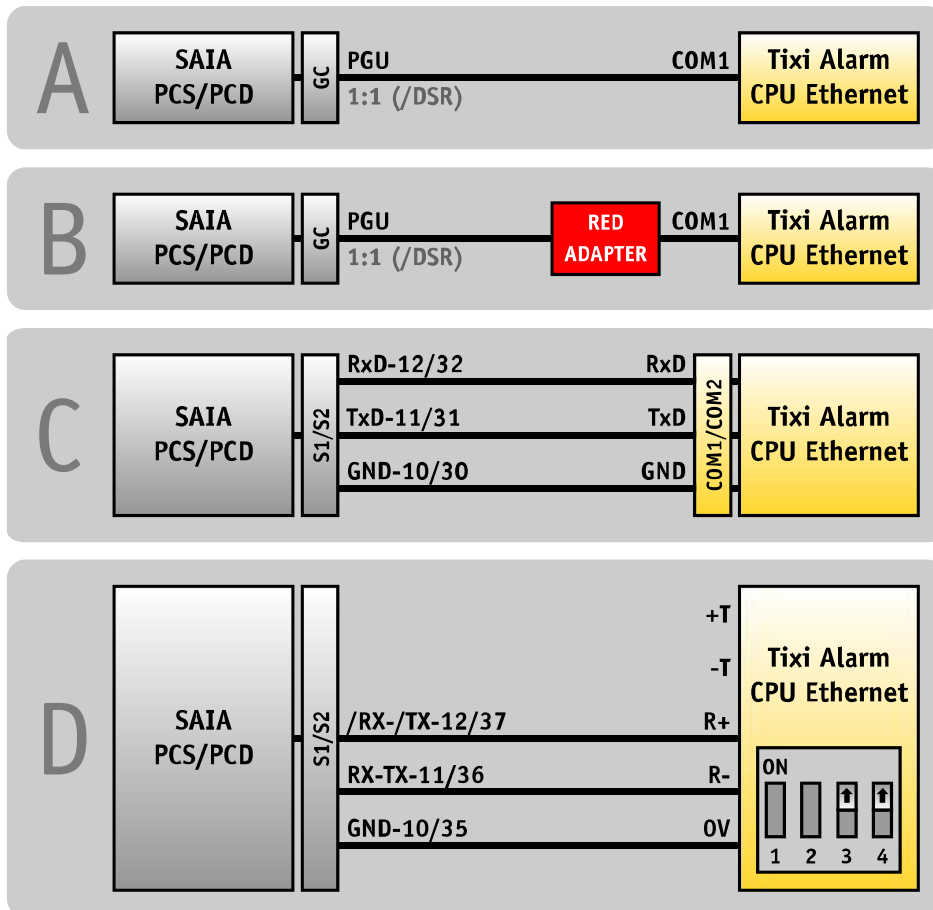 A
SAIA
PCS/PCD
GC
PGU
1:1 (/DSR)
COM1
Tixi Alarm
CPU Ethernet
B
SAIA
PCS/PCD
GC
PGU
1:1 (/DSR)
RED
ADAPTER
COM1
Tixi Alarm
CPU Ethernet
C
SAIA
PCS/PCD
S1/S2
RxD-12/32
RxD
TxD-11/31
TxD
GND-10/30
GND
COM1/COM2
Tixi Alarm
CPU Ethernet
D
SAIA
PCS/PCD
S1/S2
+T
-T
/RX-/TX-12/37
R+
RX-TX-11/36
R-
GND-10/35
0V
Tixi Alarm
CPU Ethernet
ON
1 2 3 4